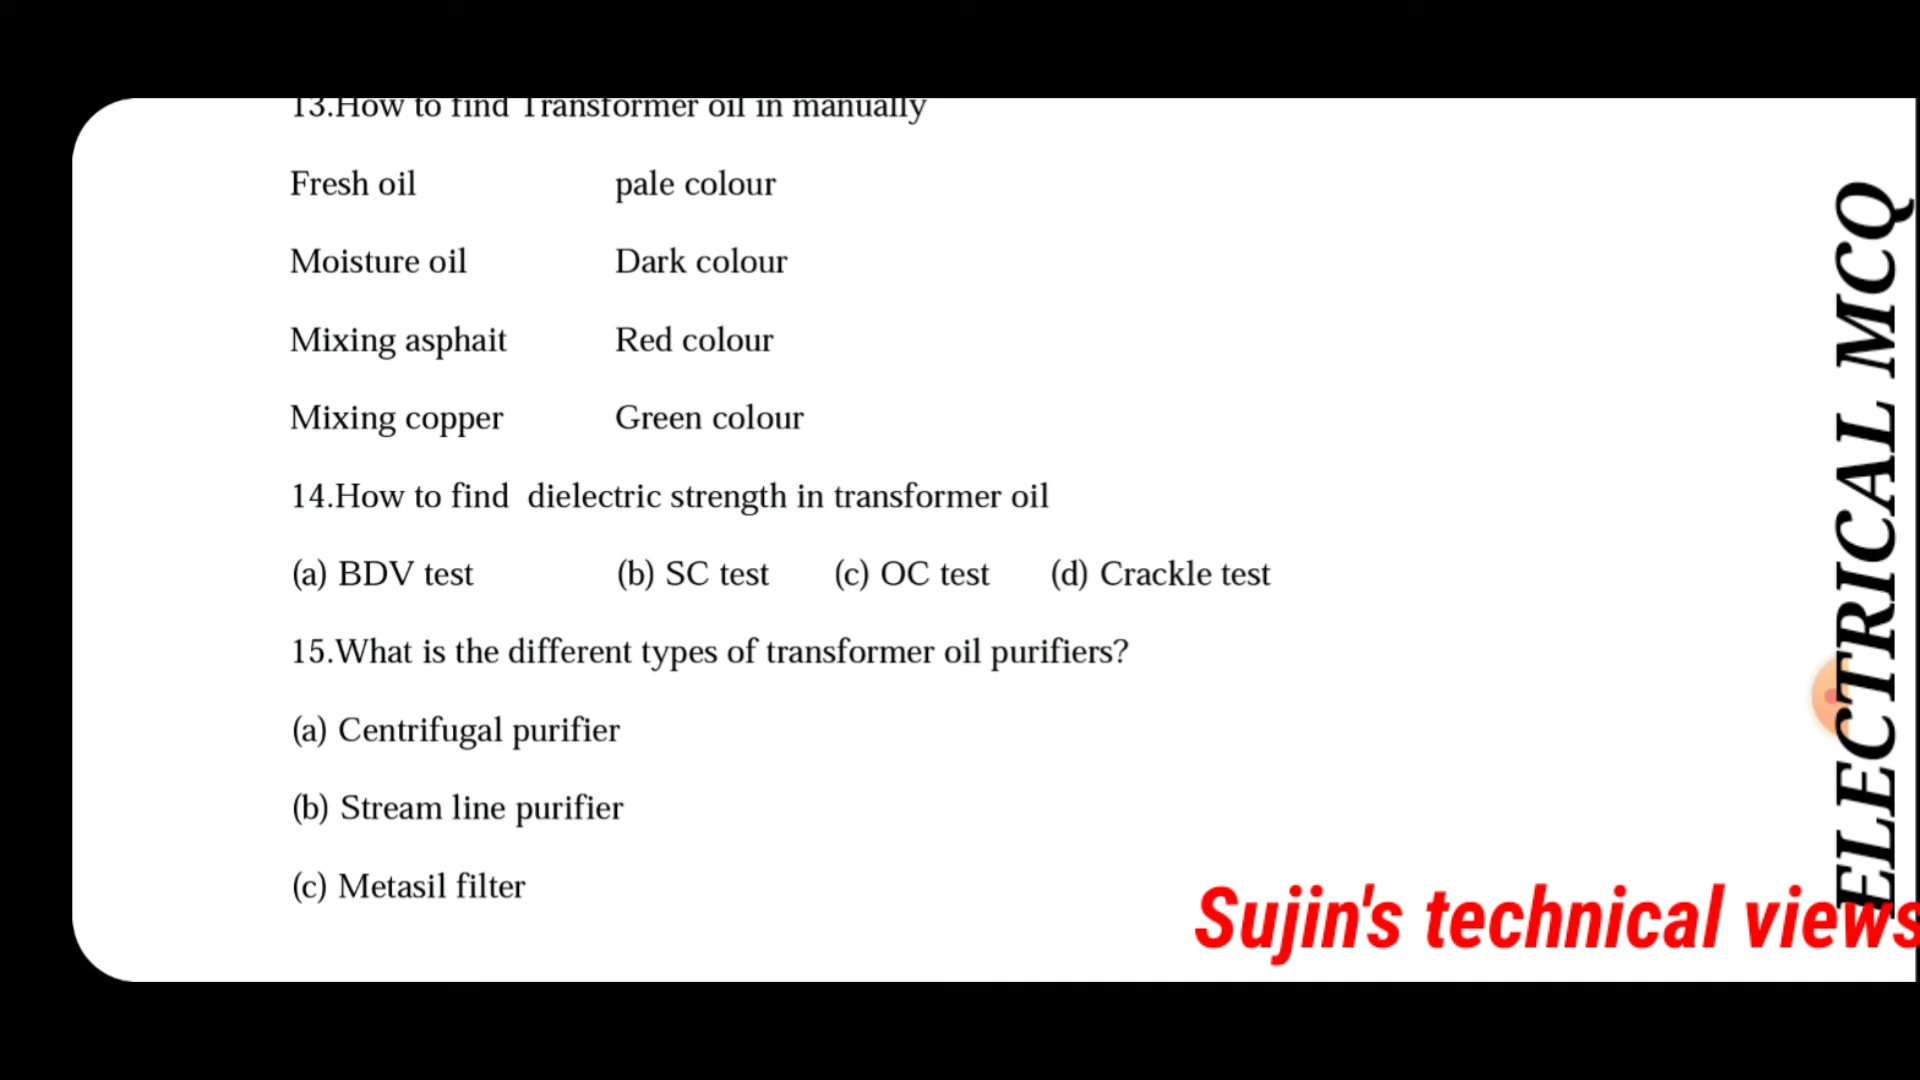 13.How to find Transformer oil in manually
Fresh oil pale colour
Moisture oil Dark colour
Mixing asphait Red colour
Mixing copper Green colour
14.How to find dielectric strength in transformer oil
(a) BDV test (b) SC test (c) OC test (d) Crackle test
15.What is the different types of transformer oil purifiers?
(a) Centrifugal purifier
(b) Stream line purifier
(c) Metasil filter
ELECTRICAL MCQ
Sujin's technical views